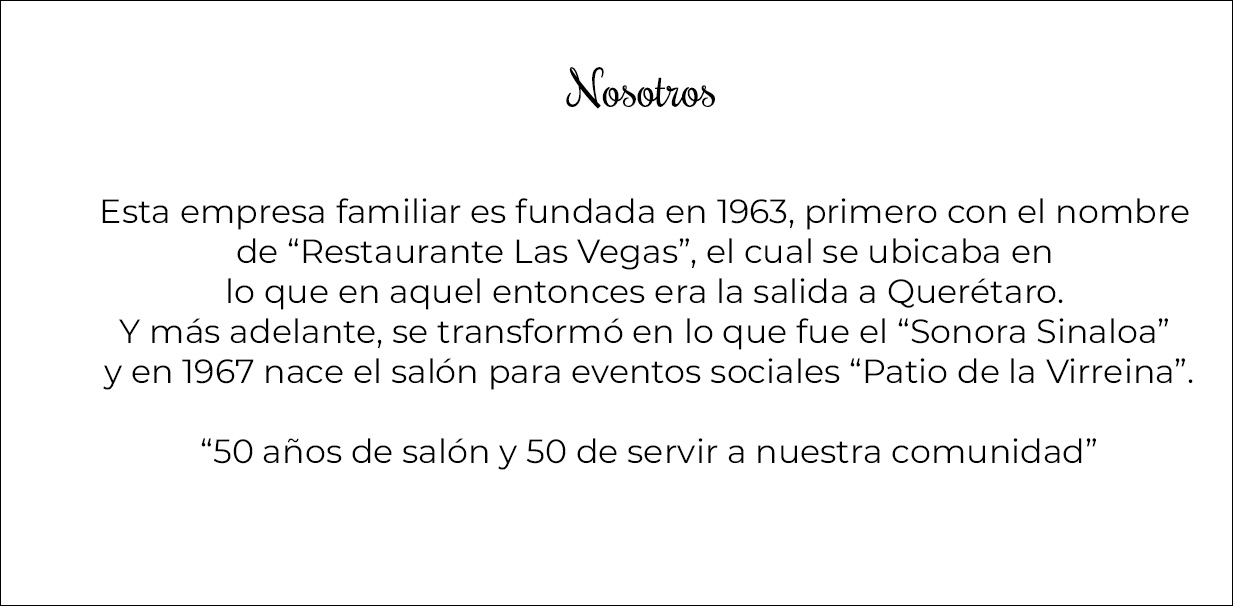 Nosotros
Esta empresa familiar es fundada en 1963, primero con el nombre
de “Restaurante Las Vegas”, el cual se ubicaba en
lo que en aquel entonces era la salida a Querétaro.
Y más adelante, se transformó en lo que fue el “Sonora Sinaloa”
y en 1967 nace el salón para eventos sociales “Patio de la Virreina”.
“50 años de salón y 50 de servir a nuestra comunidad”